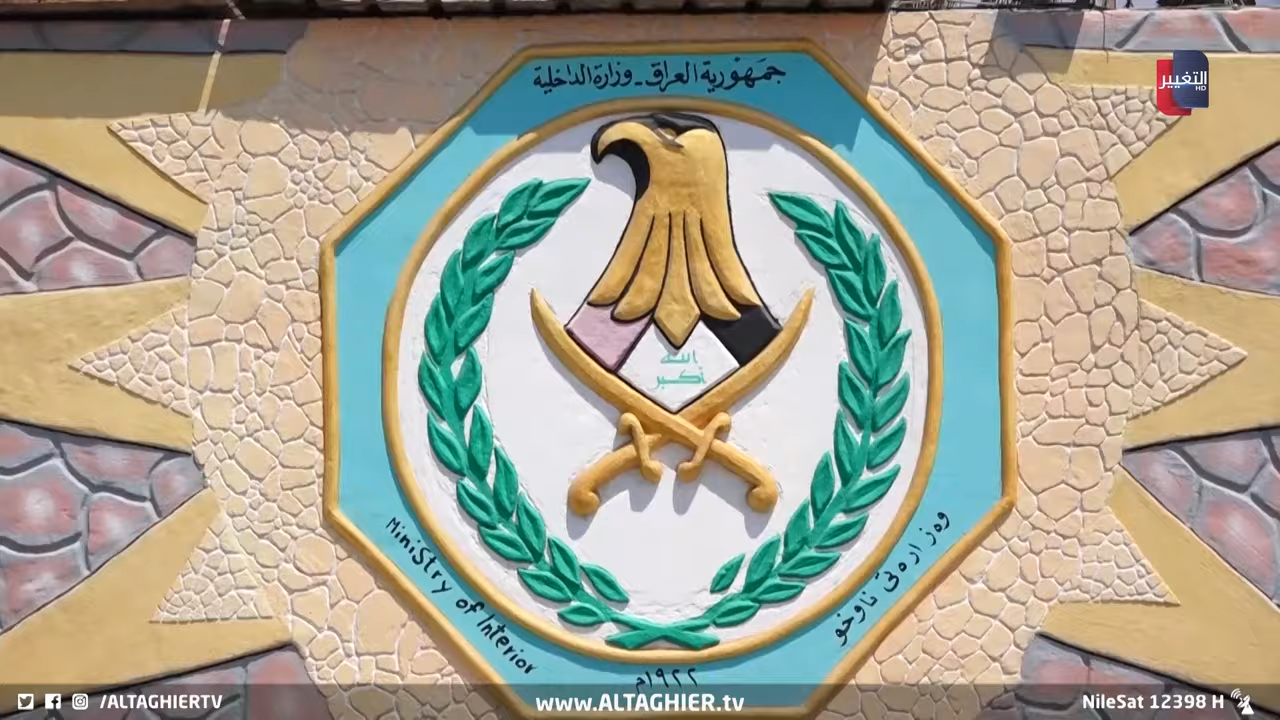 جمهورية العراق - وزارة الداخلية
التغيير
HD
الله
أكبر
Ministry of Interior
وەزارەتی ناوخۆ
١٩٢٢م
/ALTAGHIERTV
www.ALTAGHIER.tv
NileSat 12398 H